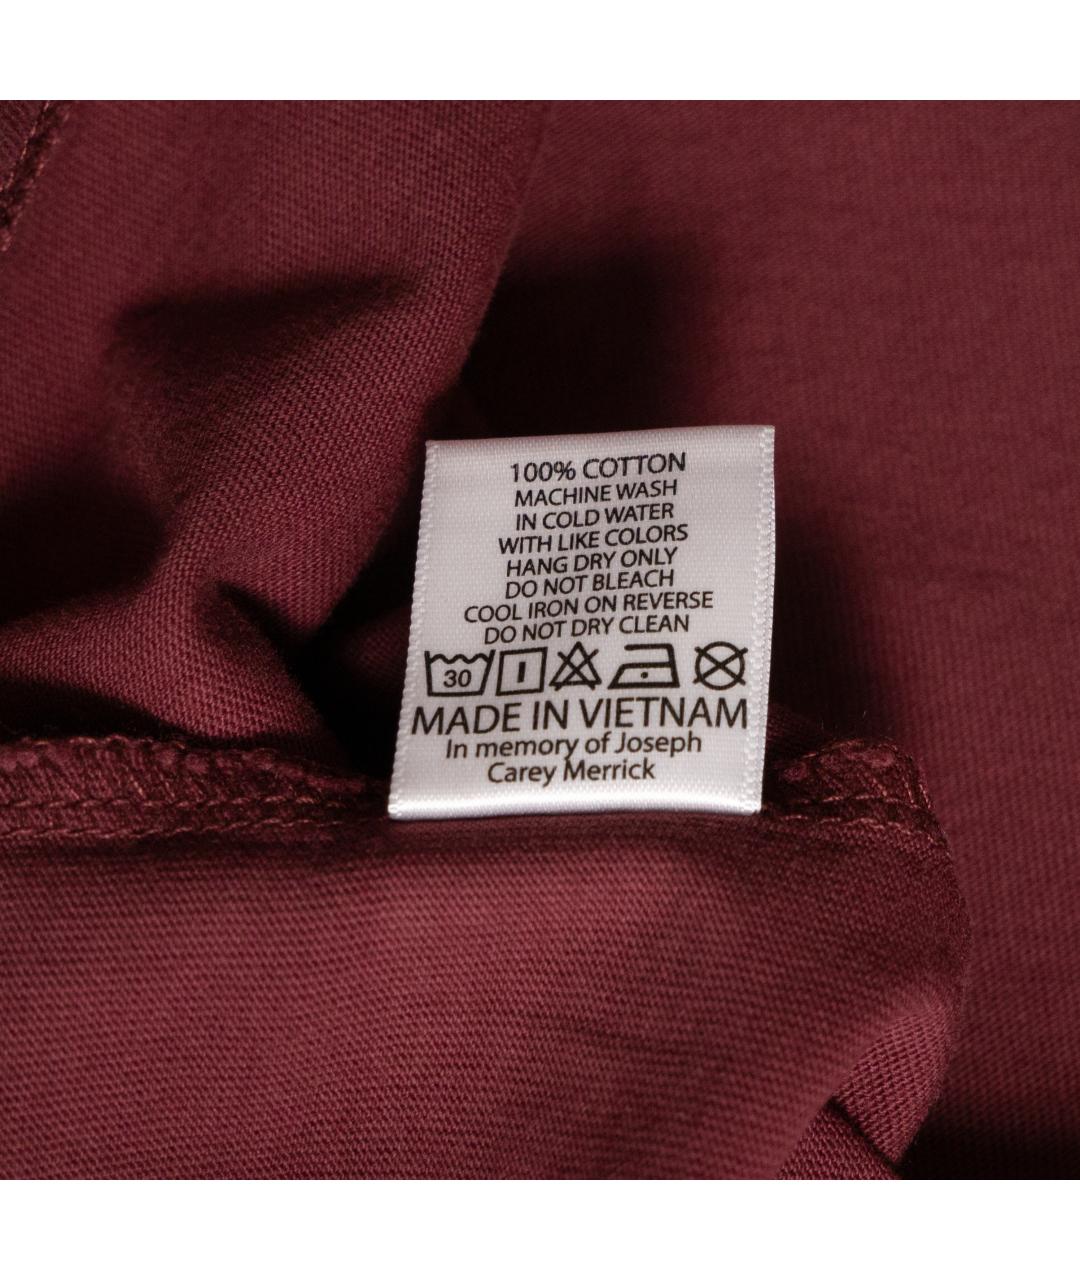 100% COTTON
MACHINE WASH
IN COLD WATER
WITH LIKE COLORS
HANG DRY ONLY
DO NOT BLEACH
COOL IRON ON REVERSE
DO NOT DRY CLEAN
30
MADE IN VIETNAM
In memory of Joseph
Carey Merrick